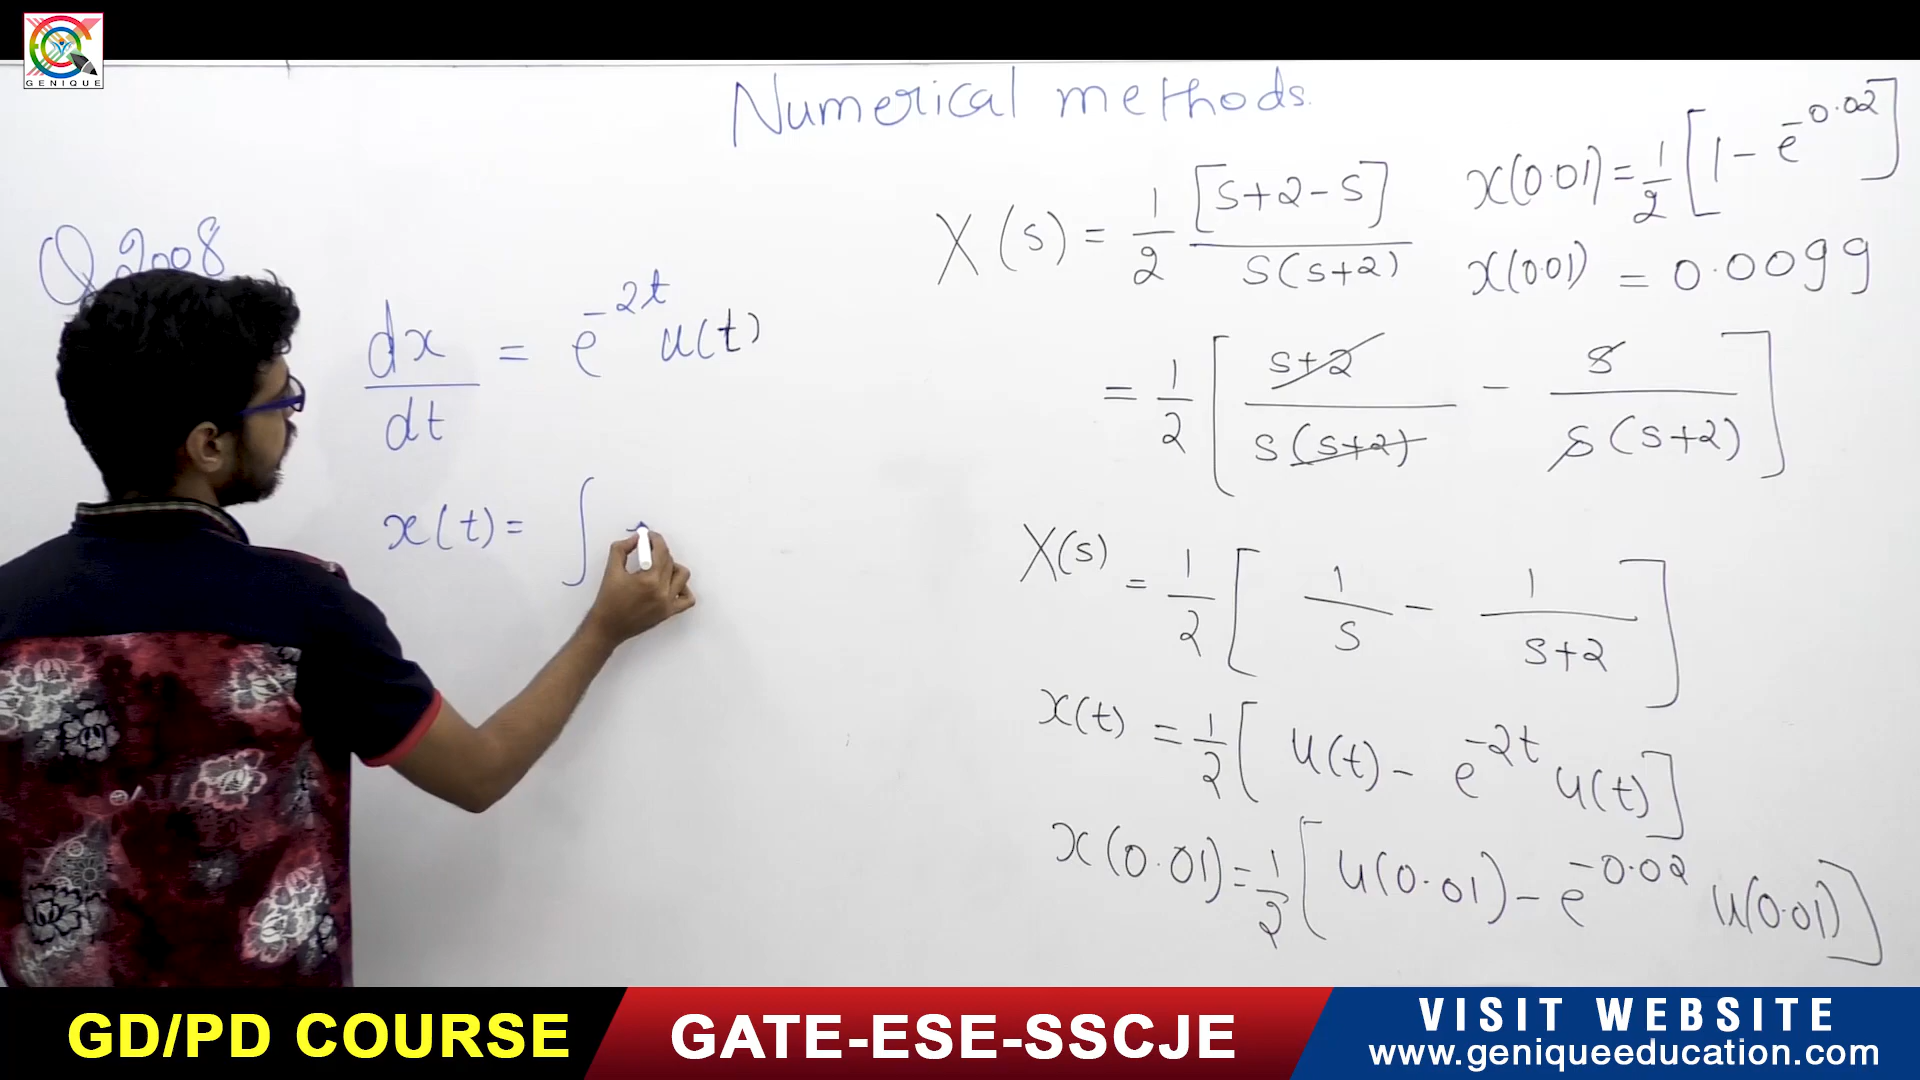 GENIQUE
Numerical methods.
Q 2008
dx/dt = e^-2t u(t)
x(t) = ∫
X(s) = 1/2 [s+2-s] / s(s+2)
= 1/2 [ s+2 / s(s+2) - s / s(s+2) ]
X(s) = 1/2 [ 1/s - 1/s+2 ]
x(t) = 1/2 [ u(t) - e^-2t u(t) ]
x(0.01) = 1/2 [ u(0.01) - e^-0.02 u(0.01) ]
x(0.01) = 1/2 [ 1 - e^-0.02 ]
x(0.01) = 0.0099
GD/PD COURSE
GATE-ESE-SSCJE
VISIT WEBSITE
www.geniqueeducation.com